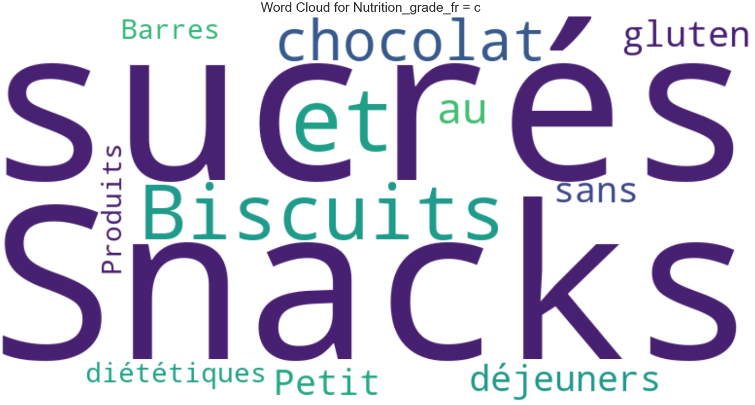 Word Cloud for Nutrition_grade_fr = c
Barres
chocolat
gluten
sucrés
et
au
Produits
Biscuits
sans
Snacks
diététiques
Petit
déjeuners